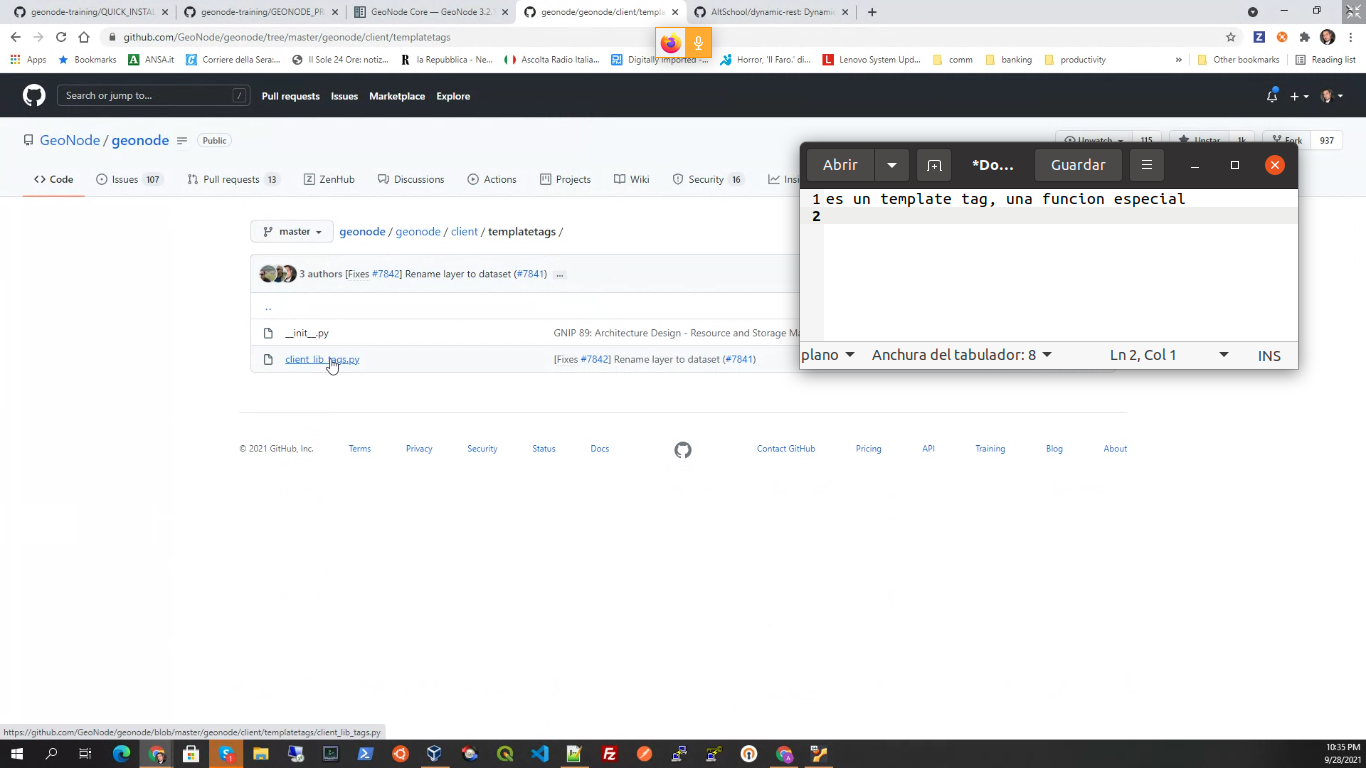 geonode-training/QUICK_INSTAL
geonode-training/GEONODE_PR
GeoNode Core — GeoNode 3.2.
geonode/geonode/client/templa
AltSchool/dynamic-rest: Dynami
github.com/GeoNode/geonode/tree/master/geonode/client/templatetags
Apps
Bookmarks
ANSA.it
Corriere della Sera:...
Il Sole 24 Ore: notiz...
la Repubblica - Ne...
Ascolta Radio Italia...
Digitally Imported -...
Horror, 'Il Faro.' di...
Lenovo System Upd...
comm
banking
productivity
»
Other bookmarks
Reading list
Search or jump to...
/
Pull requests
Issues
Marketplace
Explore
GeoNode / geonode
Public
Unwatch
115
Unstar
1k
Fork
937
Code
Issues 107
Pull requests 13
ZenHub
Discussions
Actions
Projects
Wiki
Security 16
Insi
master
geonode / geonode / client / templatetags /
3 authors [Fixes #7842] Rename layer to dataset (#7841) ...
..
__init__.py
GNIP 89: Architecture Design - Resource and Storage Ma
client_lib_tags.py
[Fixes #7842] Rename layer to dataset (#7841)
© 2021 GitHub, Inc.
Terms
Privacy
Security
Status
Docs
Contact GitHub
Pricing
API
Training
Blog
About
Abrir
*Do...
Guardar
1 es un template tag, una funcion especial
2
plano
Anchura del tabulador: 8
Ln 2, Col 1
INS
https://github.com/GeoNode/geonode/blob/master/geonode/client/templatetags/client_lib_tags.py
10:35 PM
9/28/2021